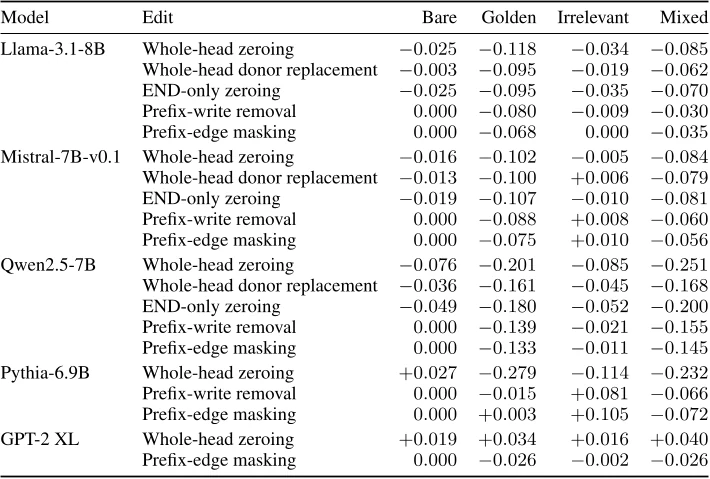 Model Edit Bare Golden Irrelevant Mixed
Llama-3.1-8B Whole-head zeroing −0.025 −0.118 −0.034 −0.085
Whole-head donor replacement −0.003 −0.095 −0.019 −0.062
END-only zeroing −0.025 −0.095 −0.035 −0.070
Prefix-write removal 0.000 −0.080 −0.009 −0.030
Prefix-edge masking 0.000 −0.068 0.000 −0.035
Mistral-7B-v0.1 Whole-head zeroing −0.016 −0.102 −0.005 −0.084
Whole-head donor replacement −0.013 −0.100 +0.006 −0.079
END-only zeroing −0.019 −0.107 −0.010 −0.081
Prefix-write removal 0.000 −0.088 +0.008 −0.060
Prefix-edge masking 0.000 −0.075 +0.010 −0.056
Qwen2.5-7B Whole-head zeroing −0.076 −0.201 −0.085 −0.251
Whole-head donor replacement −0.036 −0.161 −0.045 −0.168
END-only zeroing −0.049 −0.180 −0.052 −0.200
Prefix-write removal 0.000 −0.139 −0.021 −0.155
Prefix-edge masking 0.000 −0.133 −0.011 −0.145
Pythia-6.9B Whole-head zeroing +0.027 −0.279 −0.114 −0.232
Prefix-write removal 0.000 −0.015 +0.081 −0.066
Prefix-edge masking 0.000 +0.003 +0.105 −0.072
GPT-2 XL Whole-head zeroing +0.019 +0.034 +0.016 +0.040
Prefix-edge masking 0.000 −0.026 −0.002 −0.026